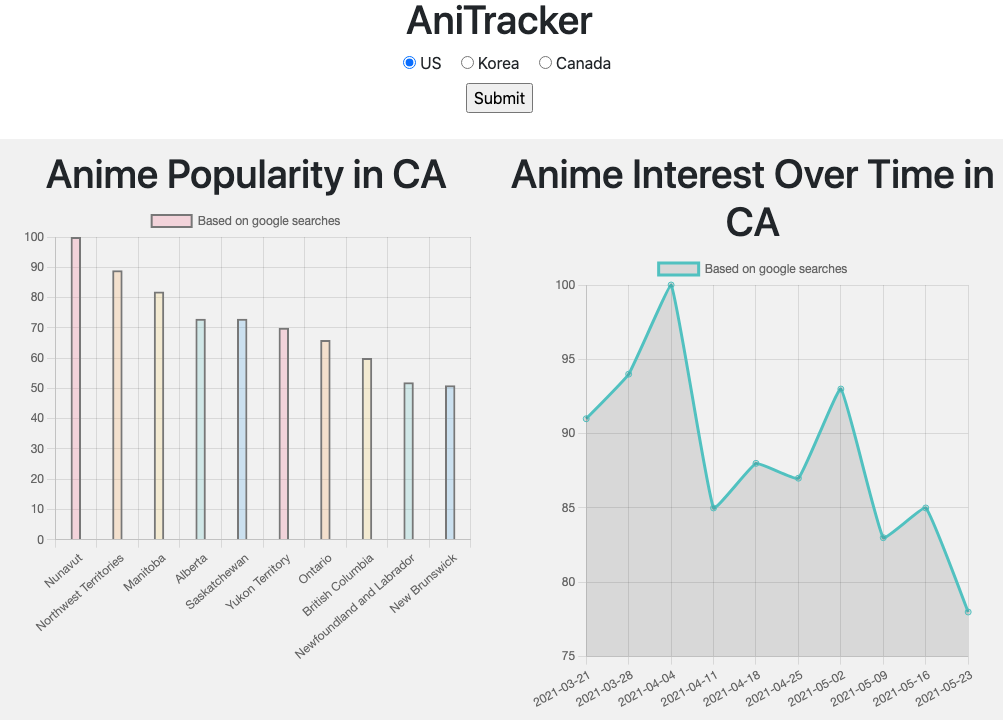 AniTracker
US Korea Canada
Submit
Anime Popularity in CA
Based on google searches
100
90
80
70
60
50
40
30
20
10
0
Nunavut
Northwest Territories
Manitoba
Alberta
Saskatchewan
Yukon Territory
Ontario
British Columbia
Newfoundland and Labrador
New Brunswick
Anime Interest Over Time in
CA
Based on google searches
100
95
90
85
80
75
2021-03-21
2021-03-28
2021-04-04
2021-04-11
2021-04-18
2021-04-25
2021-05-02
2021-05-09
2021-05-16
2021-05-23